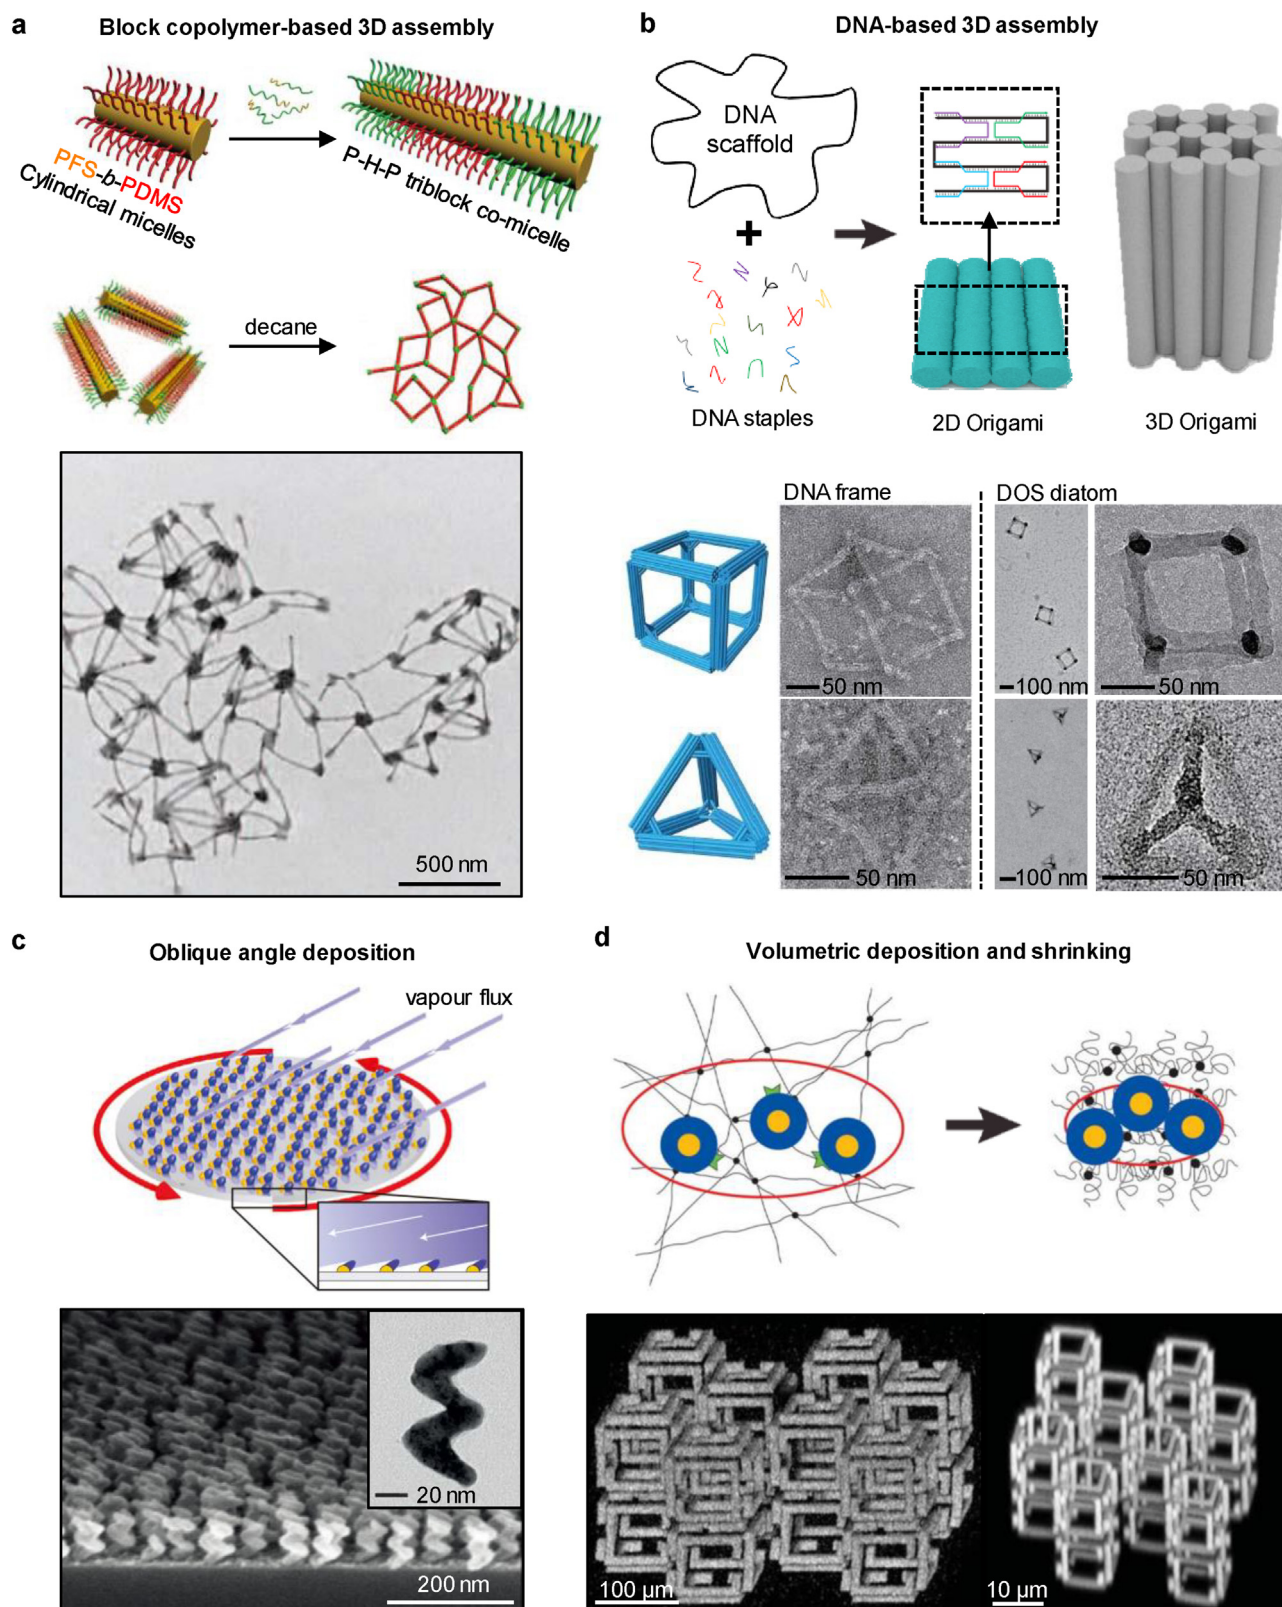 a
Block copolymer-based 3D assembly
PFS-b-PDMS
Cylindrical micelles
P-H-P triblock co-micelle
decane
500 nm
b
DNA-based 3D assembly
DNA
scaffold
+
DNA staples
2D Origami
3D Origami
DNA frame
DOS diatom
50 nm
100 nm
50 nm
50 nm
100 nm
50 nm
c
Oblique angle deposition
vapour flux
20 nm
200 nm
d
Volumetric deposition and shrinking
100 µm
10 µm